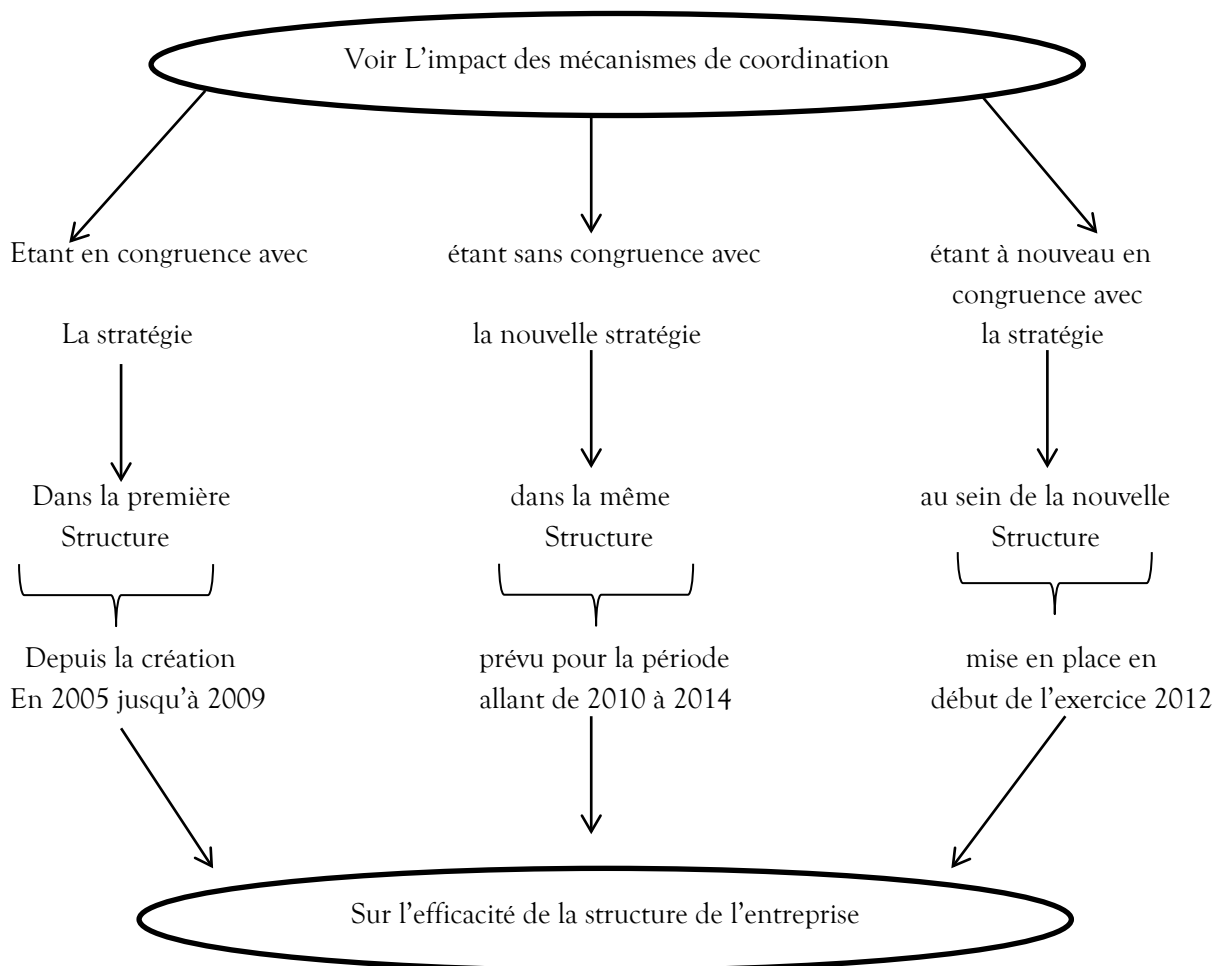 Voir L'impact des mécanismes de coordination
Etant en congruence avec
La stratégie
Dans la première
Structure
Depuis la création
En 2005 jusqu'à 2009
étant sans congruence avec
la nouvelle stratégie
dans la même
Structure
prévu pour la période
allant de 2010 à 2014
étant à nouveau en
congruence avec
la stratégie
au sein de la nouvelle
Structure
mise en place en
début de l'exercice 2012
Sur l'efficacité de la structure de l'entreprise